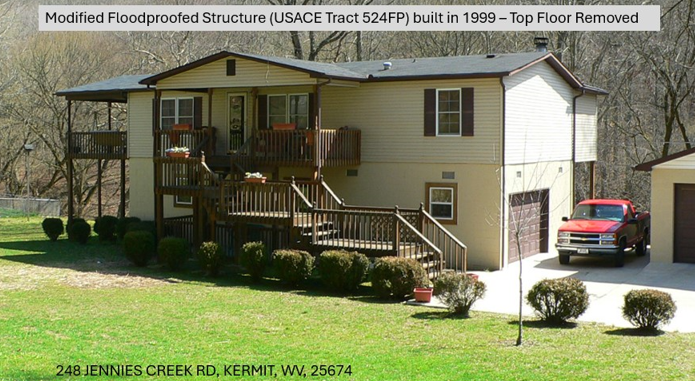 Modified Floodproofed Structure (USACE Tract 524FP) built in 1999 – Top Floor Removed
248 JENNIES CREEK RD, KERMIT, WV, 25674